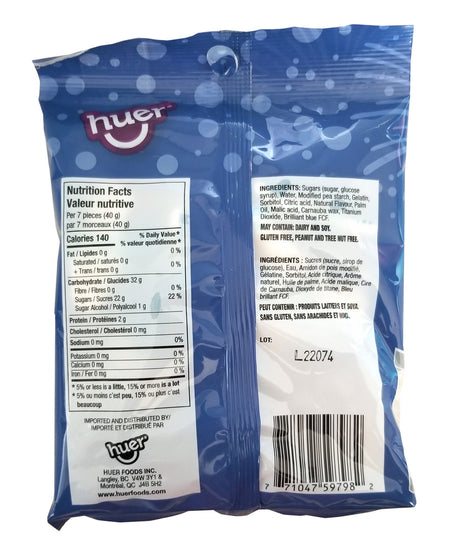 huer
Nutrition Facts
Valeur nutritive
Per 7 pieces (40 g)
par 7 morceaux (40 g)
Calories 140
% Daily Value*
% valeur quotidienne*
Fat / Lipides 0 g 0 %
Saturated / saturés 0 g
+ Trans / trans 0 g 0 %
Carbohydrate / Glucides 32 g
Fibre / Fibres 0 g 0 %
Sugars / Sucres 22 g 22 %
Sugar Alcohol / Polyalcool 1 g
Protein / Protéines 2 g
Cholesterol / Cholestérol 0 mg
Sodium 0 mg 0%
Potassium 0 mg 0 %
Calcium 0 mg 0 %
Iron / Fer 0 mg 0 %
* 5% or less is a little, 15% or more is a lot
* 5% ou moins c'est peu, 15% ou plus c'est
beaucoup
IMPORTED AND DISTRIBUTED BY/
IMPORTÉ ET DISTRIBUÉ PAR
huer
HUER FOODS INC.
Langley, BC V4W 3Y1 &
Montréal, QC J4B 5H2
www.huerfoods.com
INGREDIENTS: Sugars (sugar, glucose
syrup), Water, Modified pea starch, Gelatin,
Sorbitol, Citric acid, Natural Flavour, Palm
Oil, Malic acid, Carnauba wax, Titanium
Dioxide, Brilliant blue FCF.
MAY CONTAIN: DAIRY AND SOY.
GLUTEN FREE, PEANUT AND TREE NUT FREE.
INGRÉDIENTS : Sucres (sucre, sirop de
glucose), Eau, Amidon de pois modifié,
Gélatine, Sorbitol, Acide citrique, Arôme
naturel, Huile de palme, Acide malique, Cire
de Carnauba, Dioxyde de titane, Bleu
brillant FCF.
PEUT CONTENIR : PRODUITS LAITIERS ET SOYA.
SANS GLUTEN, SANS ARACHIDES ET NOIX.
LOT:
L22074
7 71047 59798 2